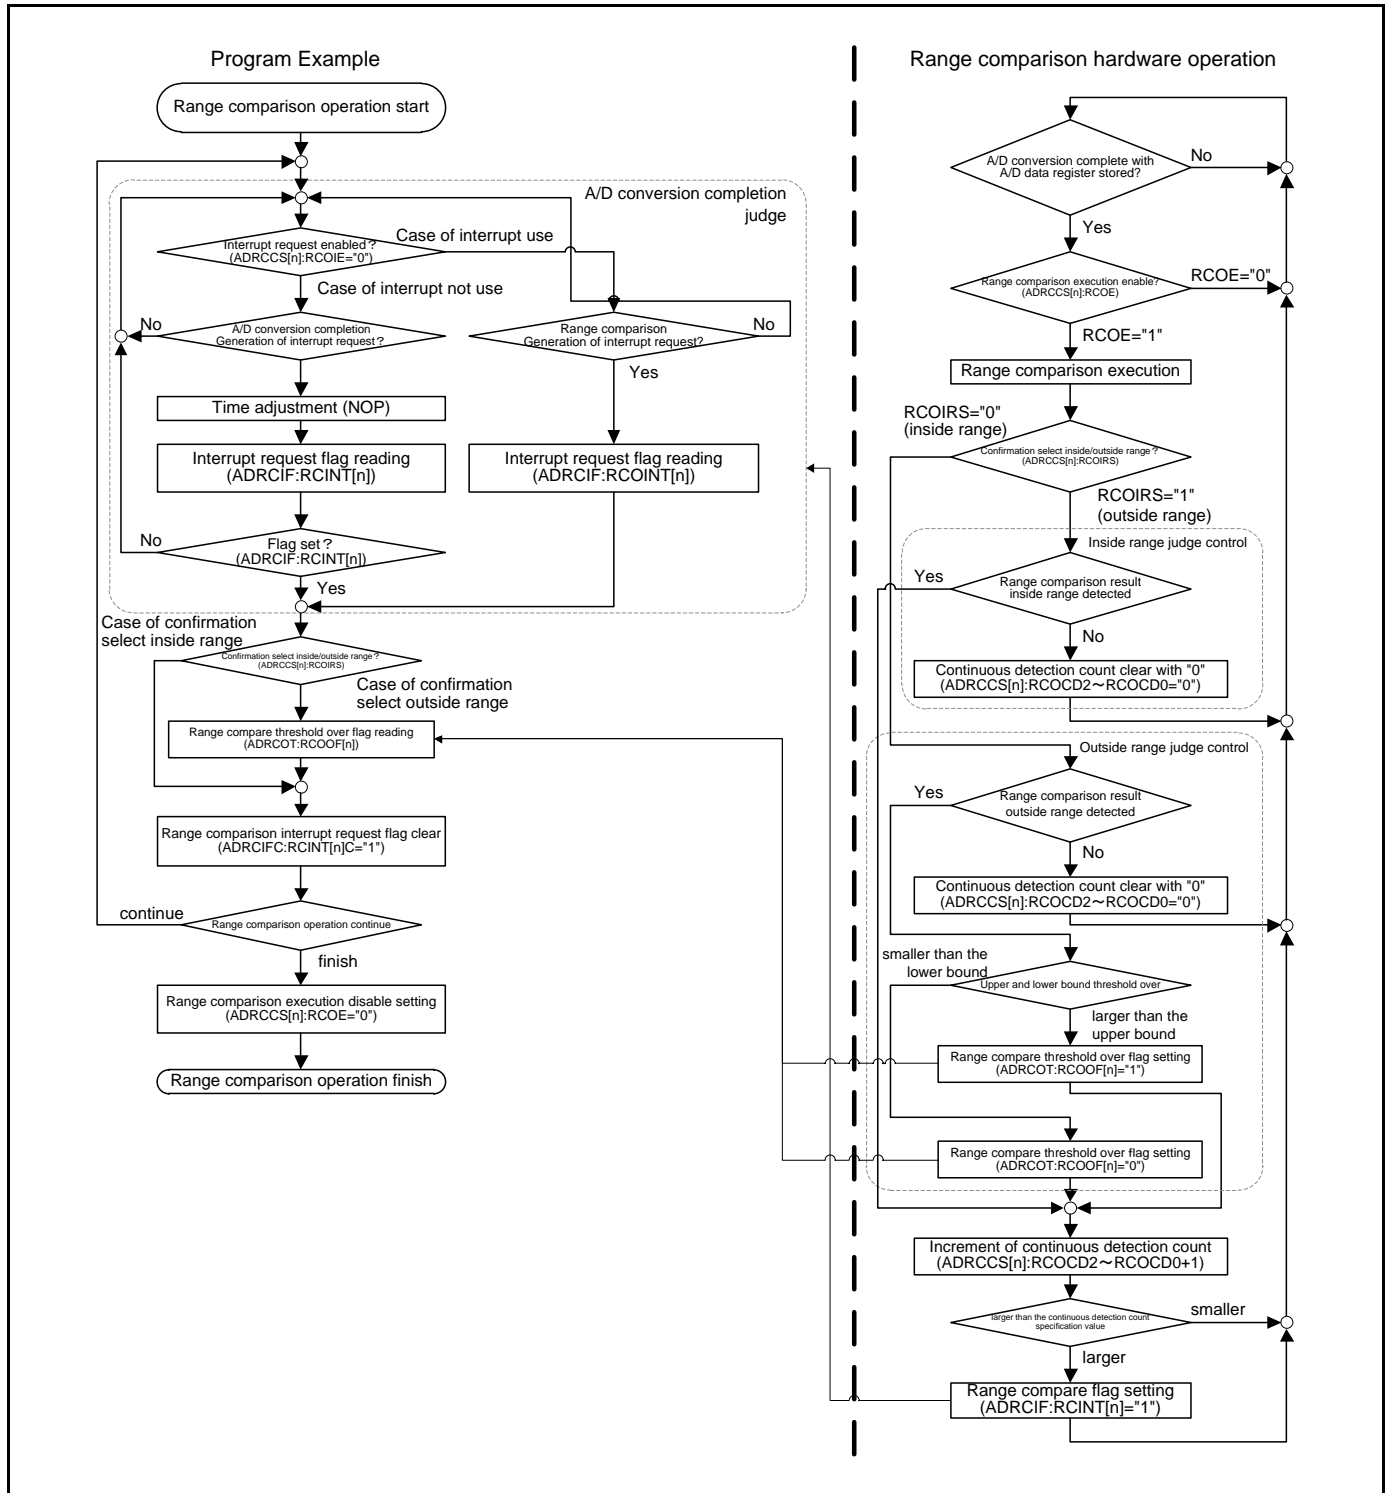 Program Example
Range comparison operation start
A/D conversion completion
judge
Interrupt request enabled?
(ADRCCS[n]:RCOIE="0")
Case of interrupt use
Case of interrupt not use
No
A/D conversion completion
Generation of interrupt request?
Range comparison
Generation of interrupt request?
No
Yes
Time adjustment (NOP)
Interrupt request flag reading
(ADRCIF:RCINT[n])
Interrupt request flag reading
(ADRCIF:RCOINT[n])
No
Flag set?
(ADRCIF:RCINT[n])
Yes
Case of confirmation
select inside range
Confirmation select inside/outside range?
(ADRCCS[n]:RCOIRS)
Case of confirmation
select outside range
Range compare threshold over flag reading
(ADRCOT:RCOOF[n])
Range comparison interrupt request flag clear
(ADRCIFC:RCINT[n]C="1")
continue
Range comparison operation continue
finish
Range comparison execution disable setting
(ADRCCS[n]:RCOE="0")
Range comparison operation finish
Range comparison hardware operation
A/D conversion complete with
A/D data register stored?
No
Yes
Range comparison execution enable?
(ADRCCS[n]:RCOE)
RCOE="0"
RCOE="1"
Range comparison execution
RCOIRS="0"
(inside range)
Confirmation select inside/outside range?
(ADRCCS[n]:RCOIRS)
RCOIRS="1"
(outside range)
Inside range judge control
Yes
Range comparison result
inside range detected
No
Continuous detection count clear with "0"
(ADRCCS[n]:RCOCD2~RCOCD0="0")
Outside range judge control
Yes
Range comparison result
outside range detected
No
Continuous detection count clear with "0"
(ADRCCS[n]:RCOCD2~RCOCD0="0")
smaller than the
lower bound
Upper and lower bound threshold over
larger than the
upper bound
Range compare threshold over flag setting
(ADRCOT:RCOOF[n]="1")
Range compare threshold over flag setting
(ADRCOT:RCOOF[n]="0")
Increment of continuous detection count
(ADRCCS[n]:RCOCD2~RCOCD0+1)
larger than the continuous detection count
specification value
smaller
larger
Range compare flag setting
(ADRCIF:RCINT[n]="1")